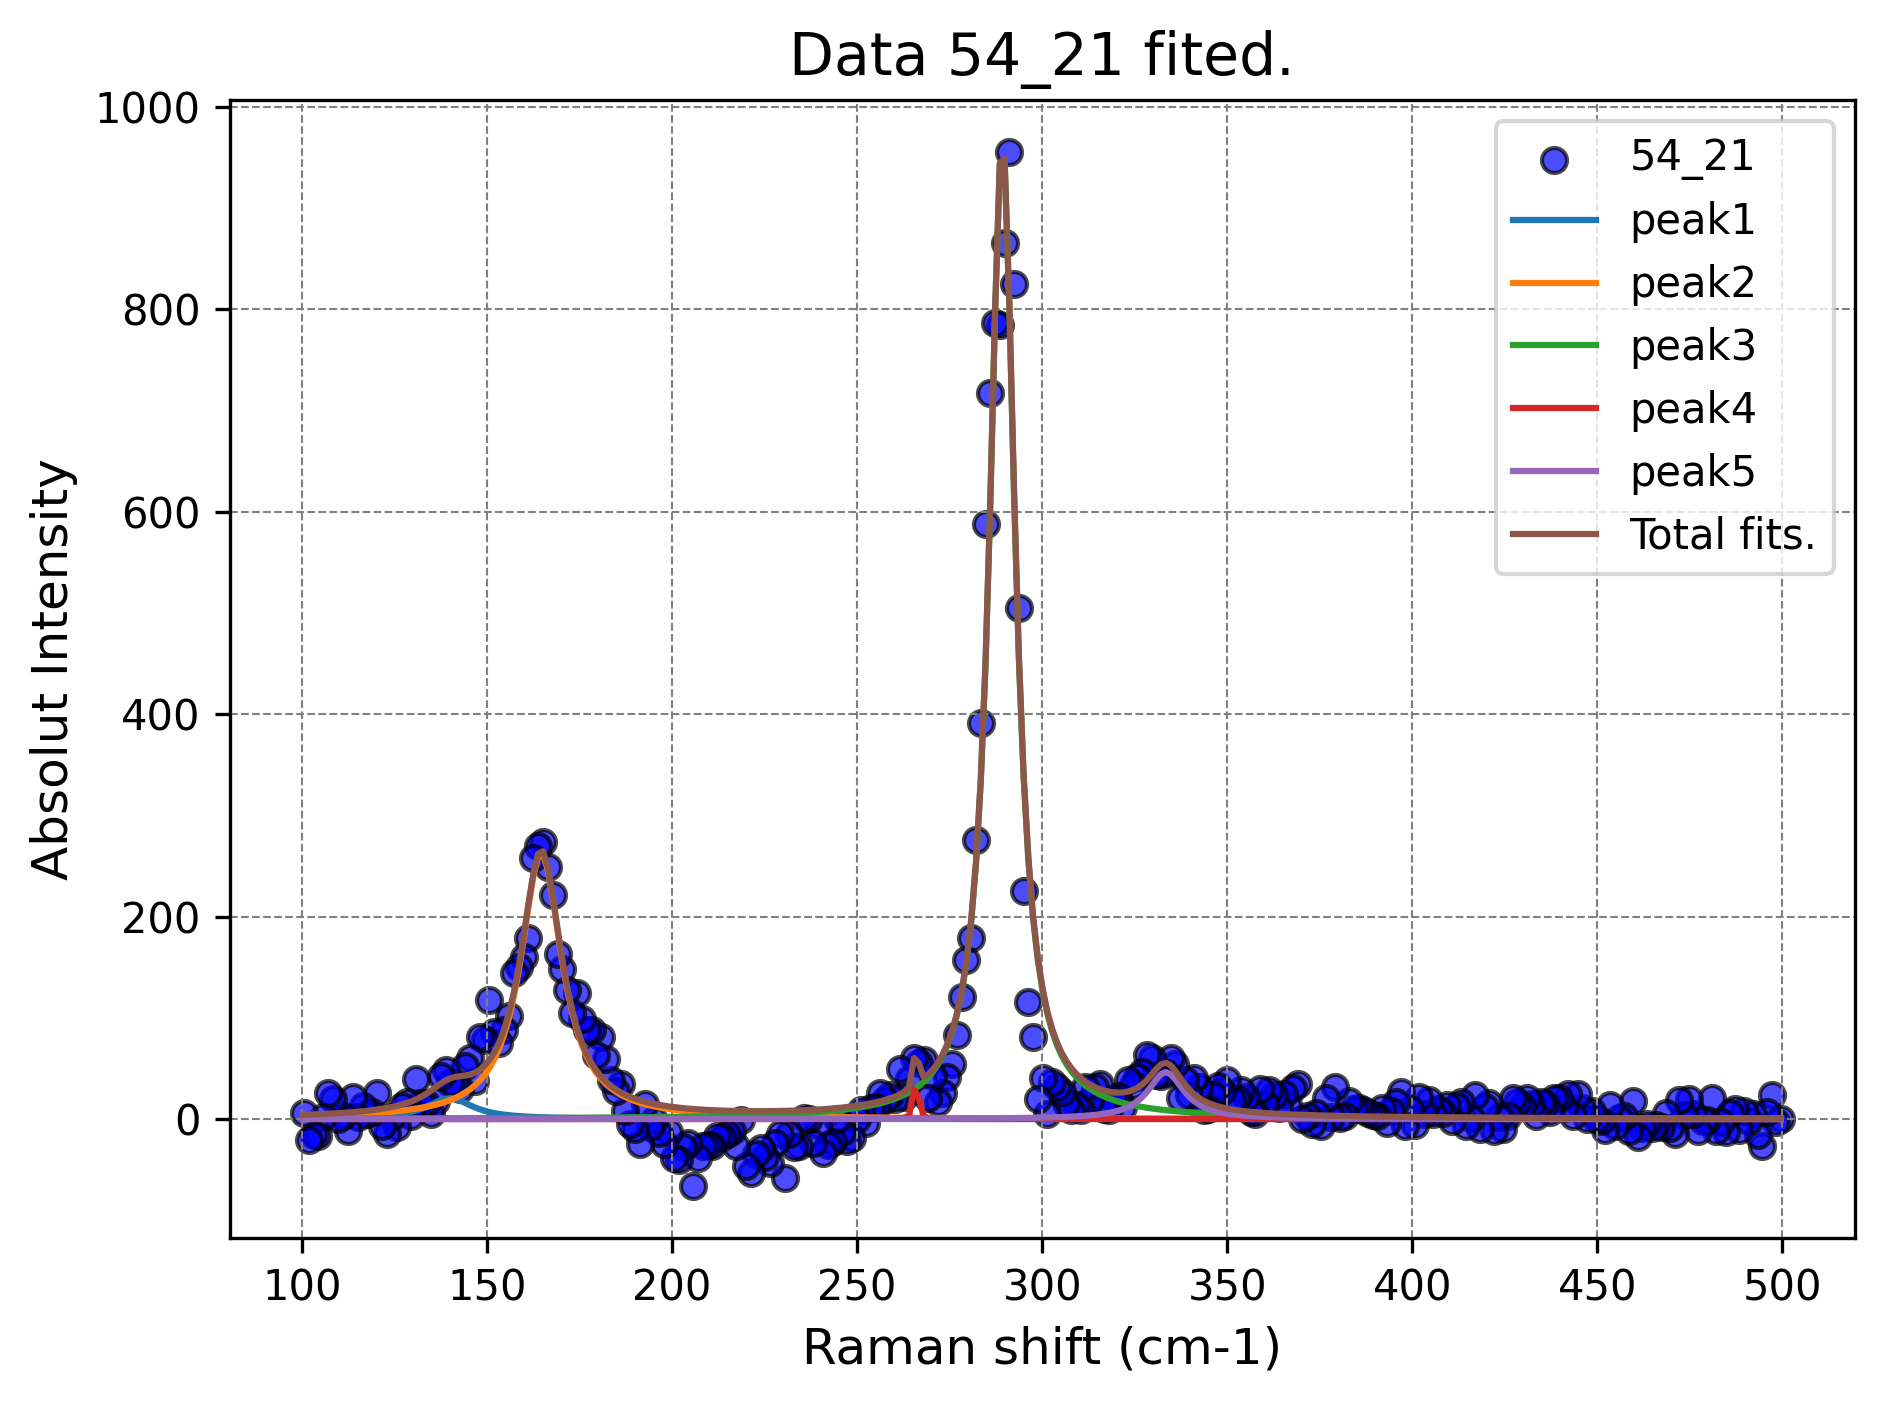 Data 54_21 fited.
1000
800
600
400
200
0
Absolut Intensity
54_21
peak1
peak2
peak3
peak4
peak5
Total fits.
100 150 200 250 300 350 400 450 500
Raman shift (cm-1)